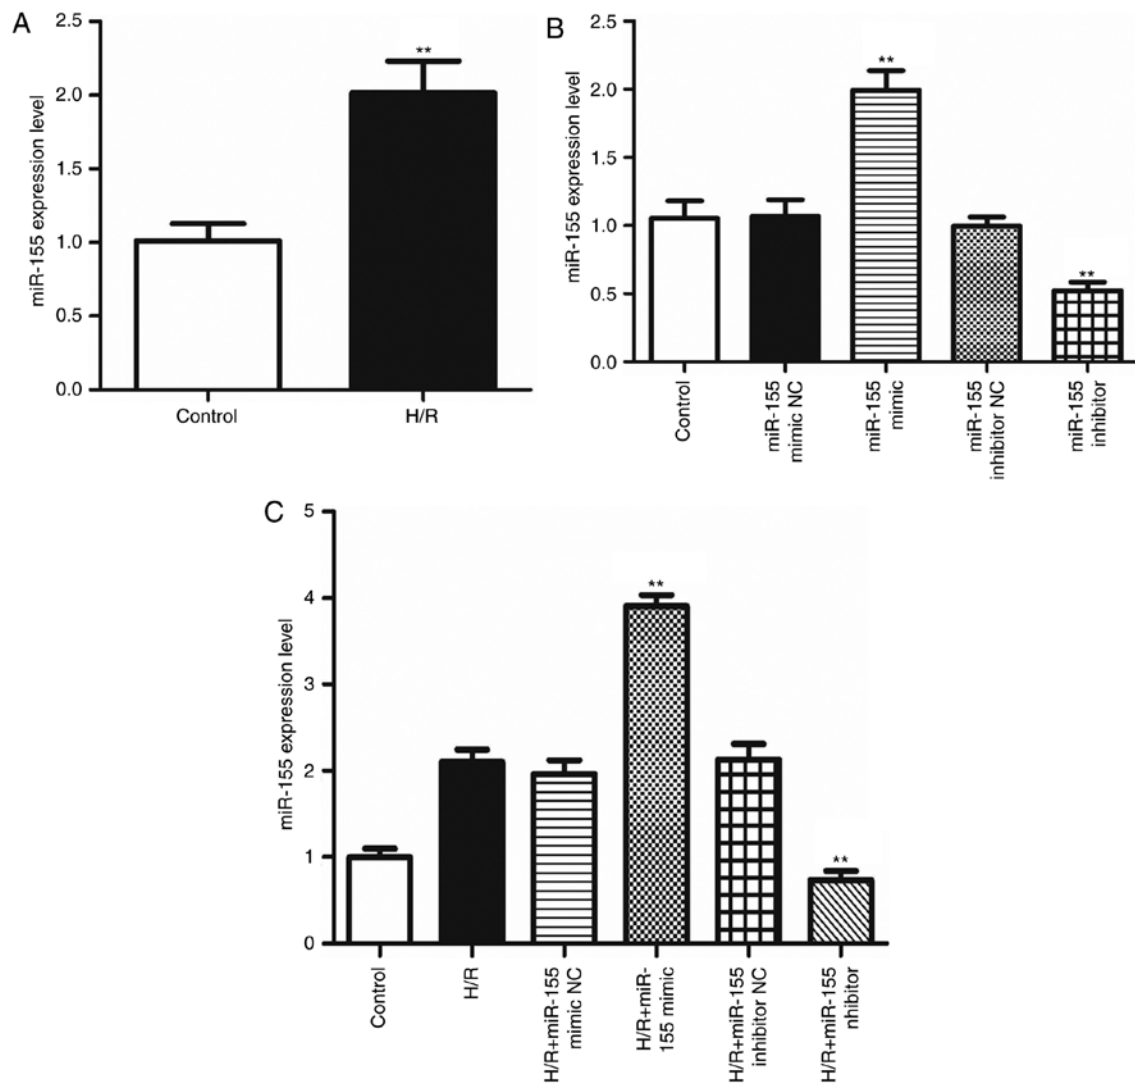 A
miR-155 expression level
2.5
2.0
1.5
1.0
0.5
0.0
**
Control
H/R
B
miR-155 expression level
2.5
2.0
1.5
1.0
0.5
0.0
**
**
Control
miR-155
mimic NC
miR-155
mimic
miR-155
inhibitor NC
miR-155
inhibitor
C
miR-155 expression level
5
4
3
2
1
0
**
**
Control
H/R
H/R+miR-155
mimic NC
H/R+miR-
155 mimic
H/R+miR-155
inhibitor NC
H/R+miR-155
nhibitor